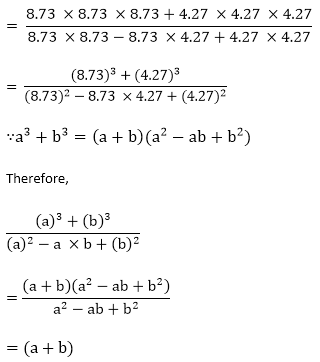 = (8.73 × 8.73 × 8.73 + 4.27 × 4.27 × 4.27) / (8.73 × 8.73 − 8.73 × 4.27 + 4.27 × 4.27)
= ((8.73)³ + (4.27)³) / ((8.73)² − 8.73 × 4.27 + (4.27)²)
∵a³ + b³ = (a + b)(a² − ab + b²)
Therefore,
((a)³ + (b)³) / ((a)² − a × b + (b)²)
= ((a + b)(a² − ab + b²)) / (a² − ab + b²)
= (a + b)